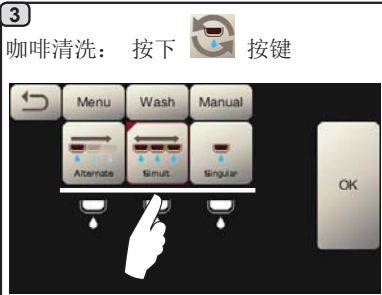 3
咖啡清洗： 按下 按键
Menu Wash Manual
Alternate Simult. Singular OK